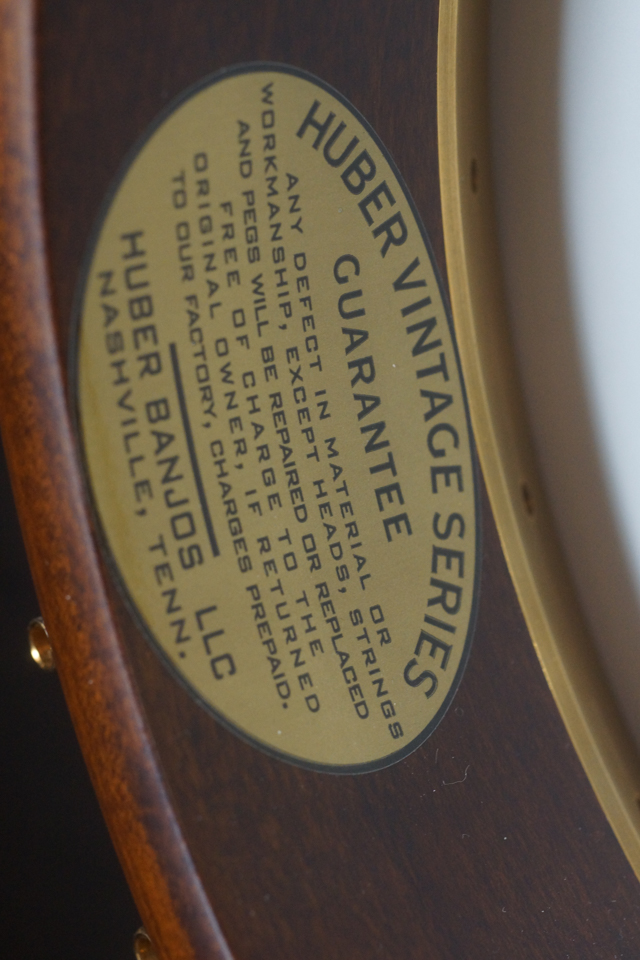 HUBER VINTAGE SERIES
GUARANTEE
ANY DEFECT IN MATERIAL OR
WORKMANSHIP, EXCEPT HEADS, STRINGS
AND PEGS WILL BE REPAIRED OR REPLACED
FREE OF CHARGE TO THE
ORIGINAL OWNER, IF RETURNED
TO OUR FACTORY, CHARGES PREPAID.
HUBER BANJOS LLC
NASHVILLE, TENN.